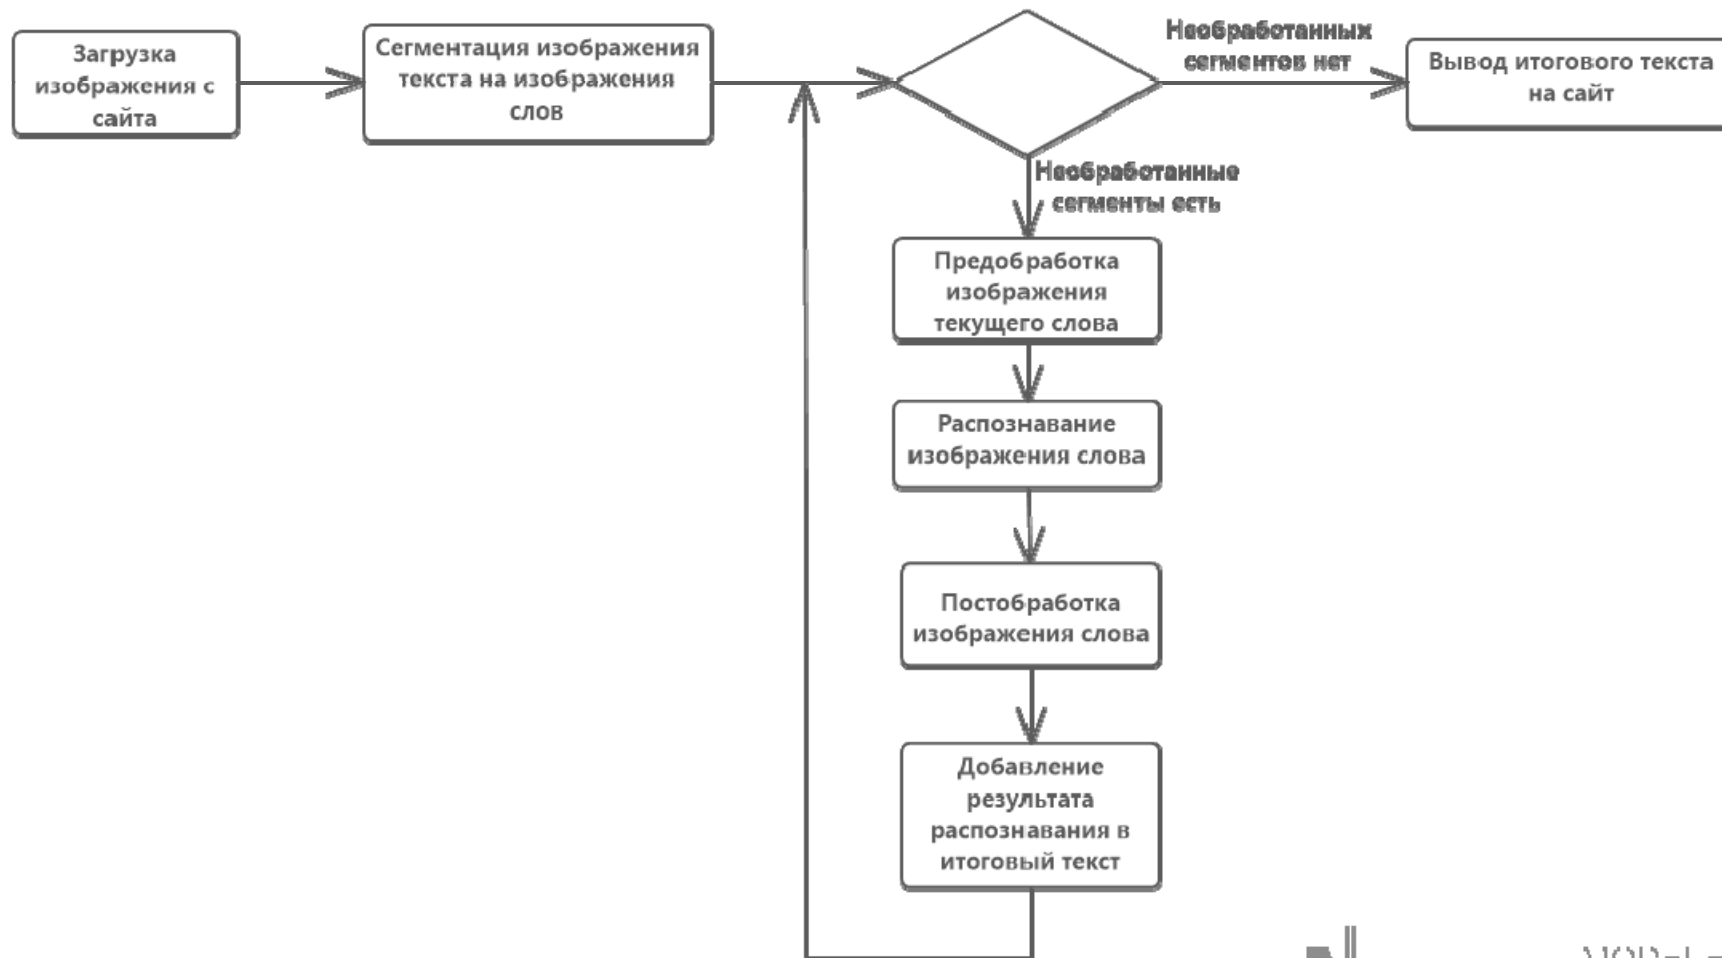 Загрузка
изображения с
сайта
Сегментация изображения
текста на изображения
слов
Необработанных
сегментов нет
Вывод итогового текста
на сайт
Необработанные
сегменты есть
Предобработка
изображения
текущего слова
Распознавание
изображения слова
Постобработка
изображения слова
Добавление
результата
распознавания в
итоговый текст